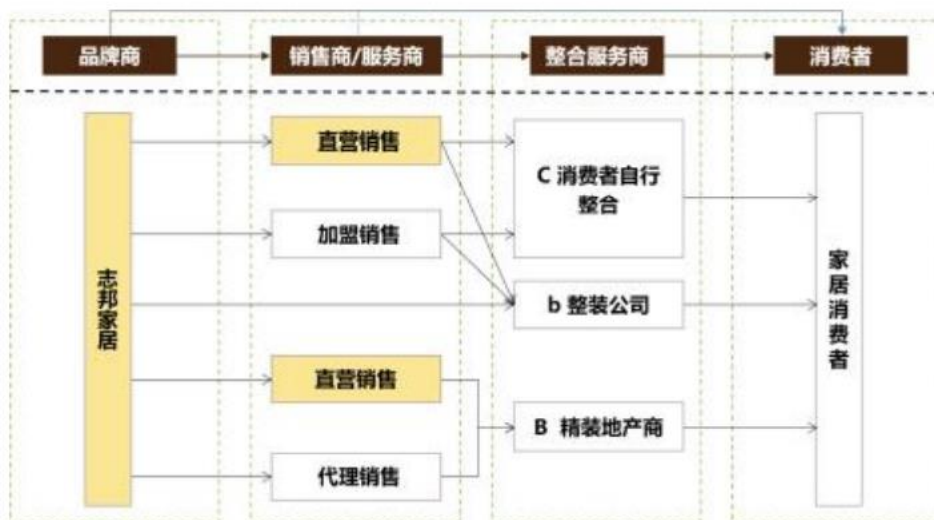 品牌商
销售商/服务商
整合服务商
消费者
直营销售
加盟销售
直营销售
代理销售
志邦家居
C 消费者自行
整合
b 整装公司
B 精装地产商
家居消费者